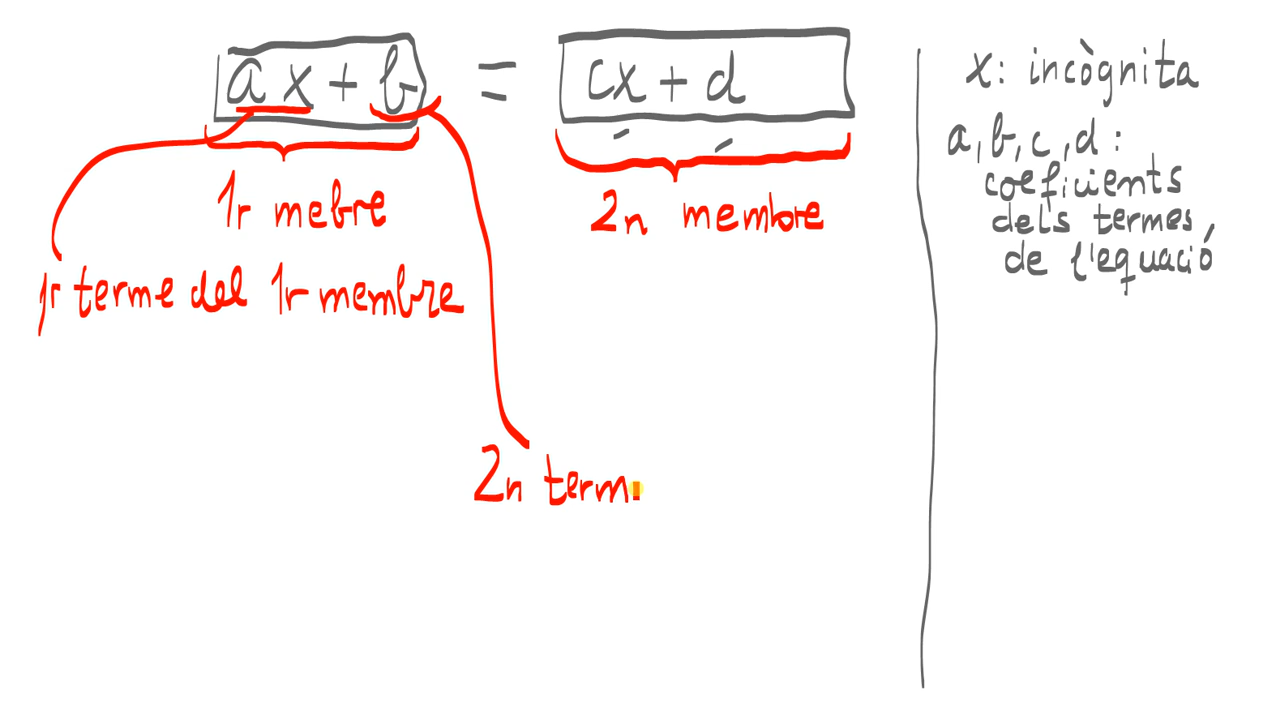 ax + b = cx + d
1r mebre
2n membre
1r terme del 1r membre
2n term
x: incògnita
a, b, c, d :
coeficients
dels termes
de l'equació